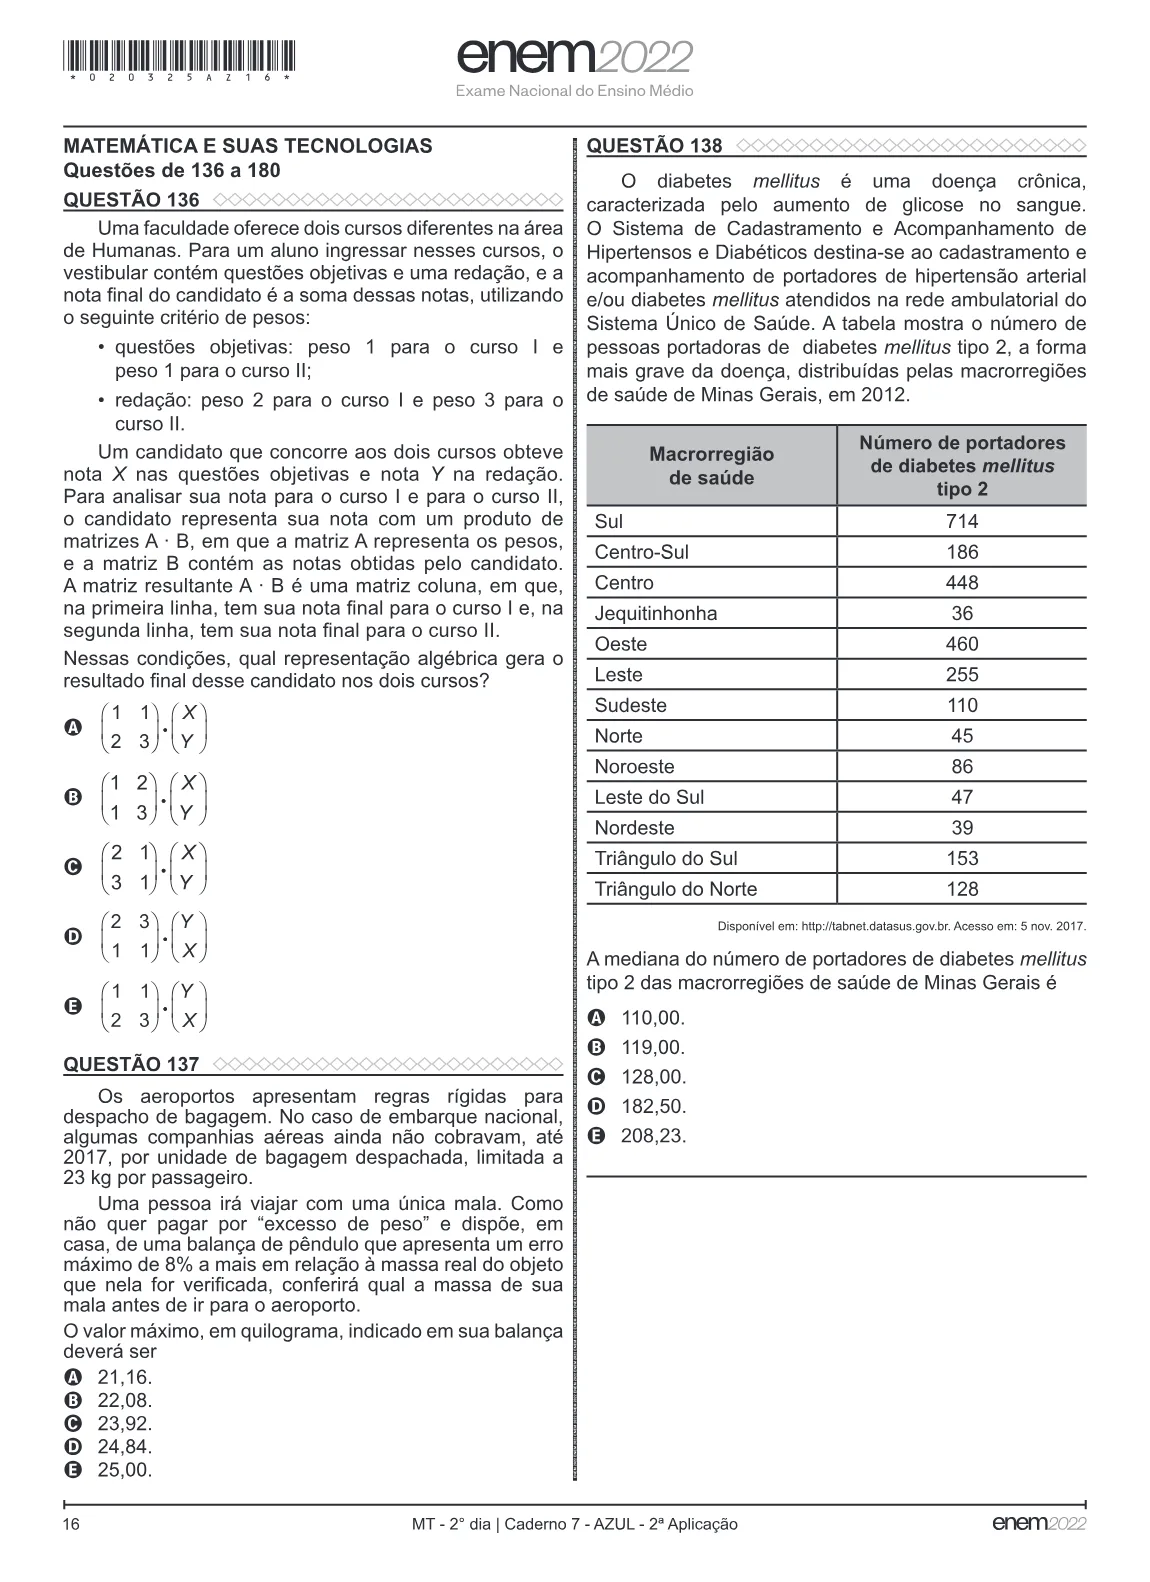 *020325AZ16*
enem2022
Exame Nacional do Ensino Médio
MATEMÁTICA E SUAS TECNOLOGIAS
Questões de 136 a 180
QUESTÃO 136
Uma faculdade oferece dois cursos diferentes na área
de Humanas. Para um aluno ingressar nesses cursos, o
vestibular contém questões objetivas e uma redação, e a
nota final do candidato é a soma dessas notas, utilizando
o seguinte critério de pesos:
• questões objetivas: peso 1 para o curso I e
peso 1 para o curso II;
• redação: peso 2 para o curso I e peso 3 para o
curso II.
Um candidato que concorre aos dois cursos obteve
nota X nas questões objetivas e nota Y na redação.
Para analisar sua nota para o curso I e para o curso II,
o candidato representa sua nota com um produto de
matrizes A · B, em que a matriz A representa os pesos,
e a matriz B contém as notas obtidas pelo candidato.
A matriz resultante A · B é uma matriz coluna, em que,
na primeira linha, tem sua nota final para o curso I e, na
segunda linha, tem sua nota final para o curso II.
Nessas condições, qual representação algébrica gera o
resultado final desse candidato nos dois cursos?
A (1 1) · (X)
(2 3) (Y)
B (1 2) · (X)
(1 3) (Y)
C (2 1) · (X)
(3 1) (Y)
D (2 3) · (Y)
(1 1) (X)
E (1 1) · (Y)
(2 3) (X)
QUESTÃO 137
Os aeroportos apresentam regras rígidas para
despacho de bagagem. No caso de embarque nacional,
algumas companhias aéreas ainda não cobravam, até
2017, por unidade de bagagem despachada, limitada a
23 kg por passageiro.
Uma pessoa irá viajar com uma única mala. Como
não quer pagar por “excesso de peso” e dispõe, em
casa, de uma balança de pêndulo que apresenta um erro
máximo de 8% a mais em relação à massa real do objeto
que nela for verificada, conferirá qual a massa de sua
mala antes de ir para o aeroporto.
O valor máximo, em quilograma, indicado em sua balança
deverá ser
A 21,16.
B 22,08.
C 23,92.
D 24,84.
E 25,00.
QUESTÃO 138
O diabetes mellitus é uma doença crônica,
caracterizada pelo aumento de glicose no sangue.
O Sistema de Cadastramento e Acompanhamento de
Hipertensos e Diabéticos destina-se ao cadastramento e
acompanhamento de portadores de hipertensão arterial
e/ou diabetes mellitus atendidos na rede ambulatorial do
Sistema Único de Saúde. A tabela mostra o número de
pessoas portadoras de diabetes mellitus tipo 2, a forma
mais grave da doença, distribuídas pelas macrorregiões
de saúde de Minas Gerais, em 2012.
Macrorregião
de saúde
Número de portadores
de diabetes mellitus
tipo 2
Sul 714
Centro-Sul 186
Centro 448
Jequitinhonha 36
Oeste 460
Leste 255
Sudeste 110
Norte 45
Noroeste 86
Leste do Sul 47
Nordeste 39
Triângulo do Sul 153
Triângulo do Norte 128
Disponível em: http://tabnet.datasus.gov.br. Acesso em: 5 nov. 2017.
A mediana do número de portadores de diabetes mellitus
tipo 2 das macrorregiões de saúde de Minas Gerais é
A 110,00.
B 119,00.
C 128,00.
D 182,50.
E 208,23.
16
MT - 2° dia | Caderno 7 - AZUL - 2ª Aplicação
enem2022